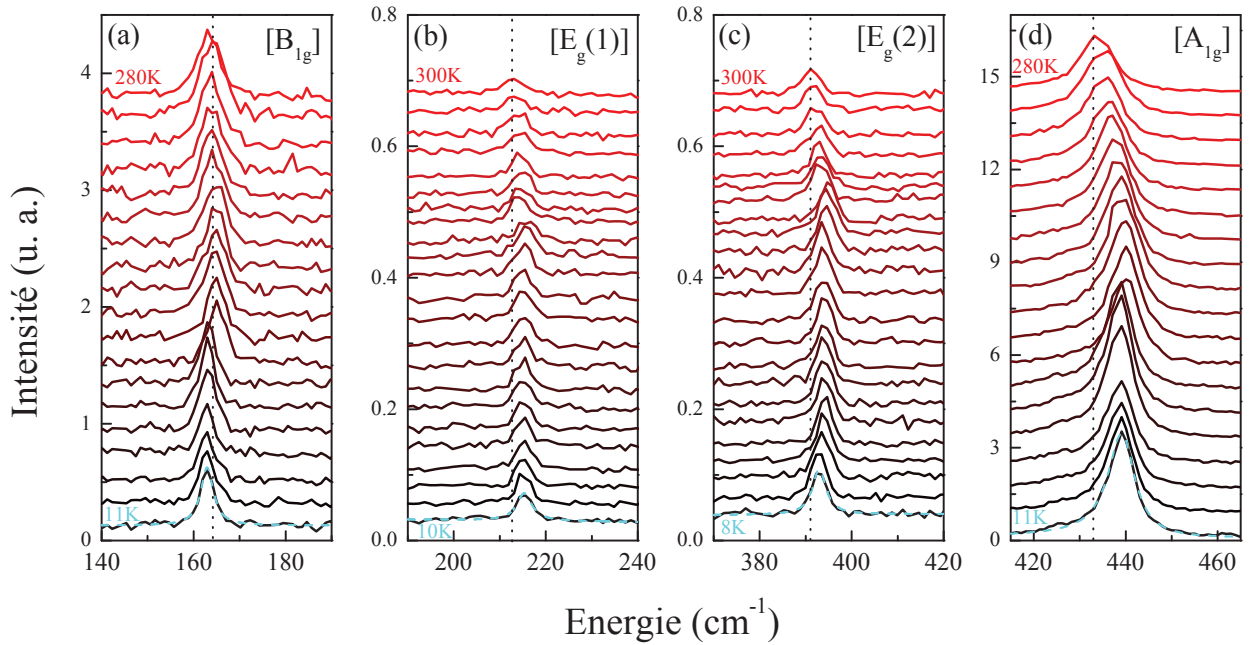 (a) [B1g]
(b) [Eg(1)]
(c) [Eg(2)]
(d) [A1g]
280K
300K
300K
280K
11K
10K
8K
11K
4
3
2
1
0
0.8
0.6
0.4
0.2
0.0
0.8
0.6
0.4
0.2
0.0
15
12
9
6
3
0
140 160 180
200 220 240
380 400 420
420 440 460
Intensité (u. a.)
Energie (cm-1)